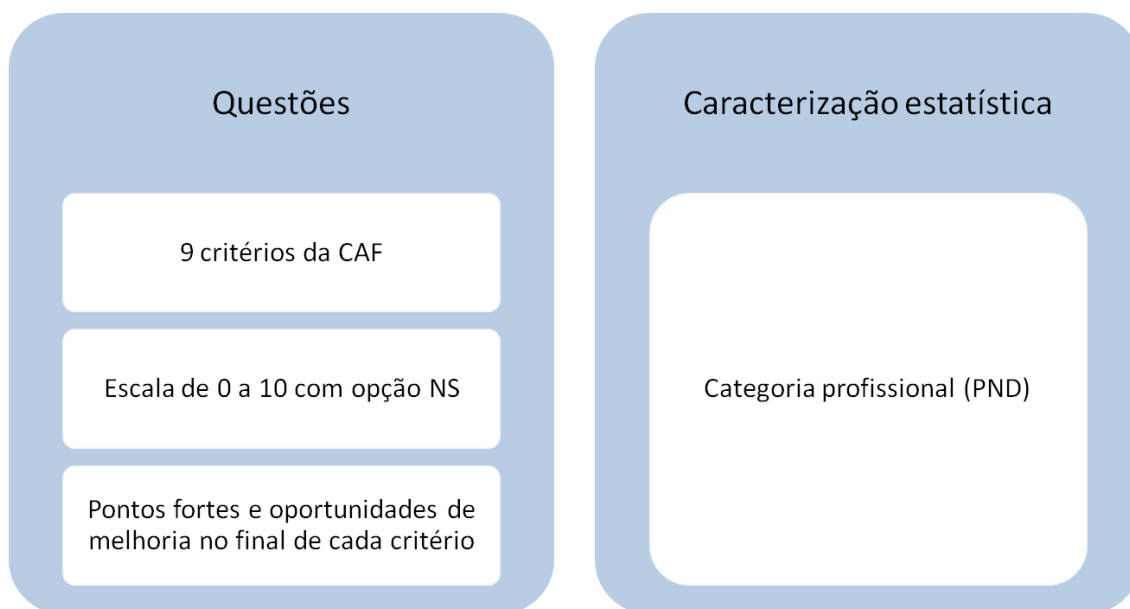 Questões
9 critérios da CAF
Escala de 0 a 10 com opção NS
Pontos fortes e oportunidades de
melhoria no final de cada critério
Caracterização estatística
Categoria profissional (PND)